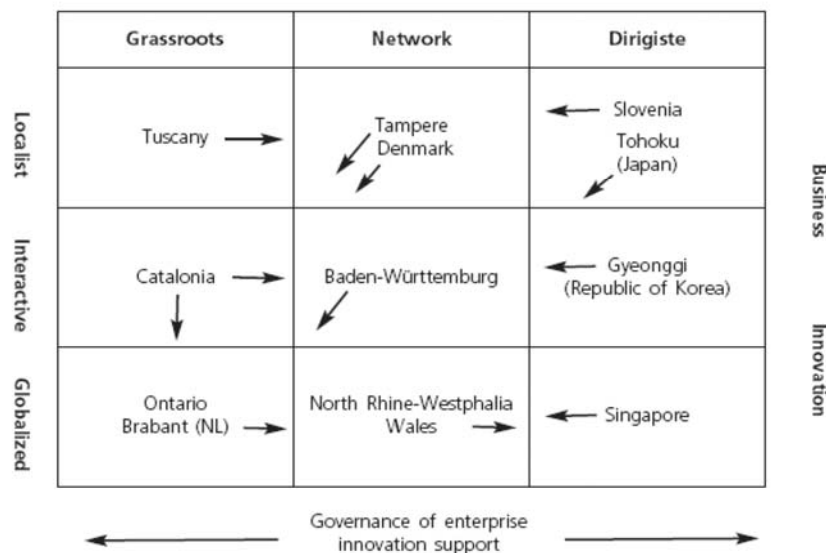 Grassroots
Network
Dirigiste
Localist
Tuscany
Tampere
Denmark
Slovenia
Tohoku
(Japan)
Interactive
Catalonia
Baden-Württemburg
Gyeonggi
(Republic of Korea)
Globalized
Ontario
Brabant (NL)
North Rhine-Westphalia
Wales
Singapore
Business
Innovation
Governance of enterprise
innovation support